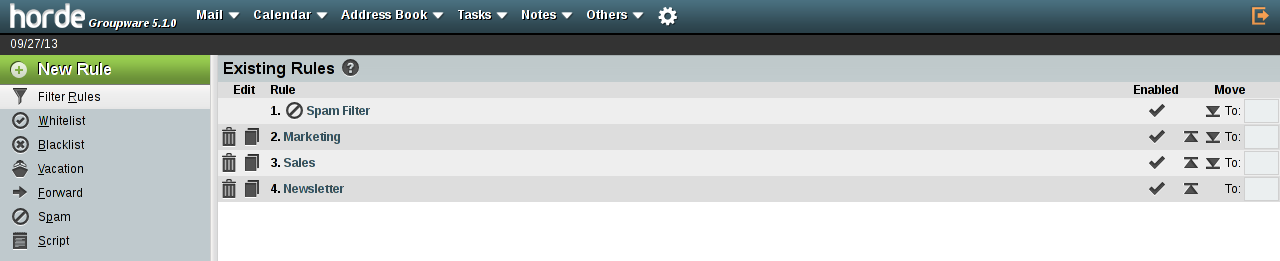 horde Groupware 5.1.0 Mail Calendar Address Book Tasks Notes Others
09/27/13
New Rule
Filter Rules
Whitelist
Blacklist
Vacation
Forward
Spam
Script
Existing Rules ?
Edit Rule Enabled Move
1. Spam Filter To:
2. Marketing To:
3. Sales To:
4. Newsletter To: